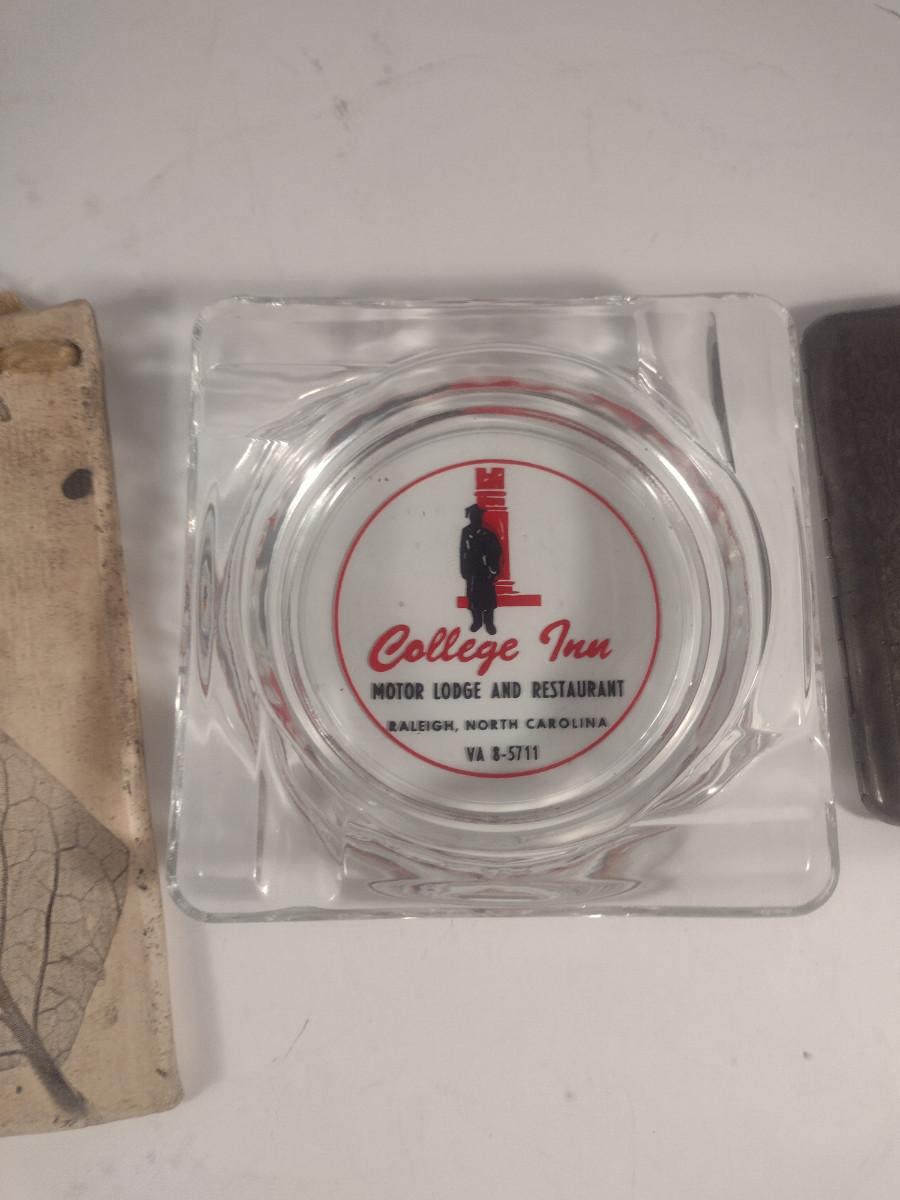 College Inn
MOTOR LODGE AND RESTAURANT
RALEIGH, NORTH CAROLINA
VA 8-5711